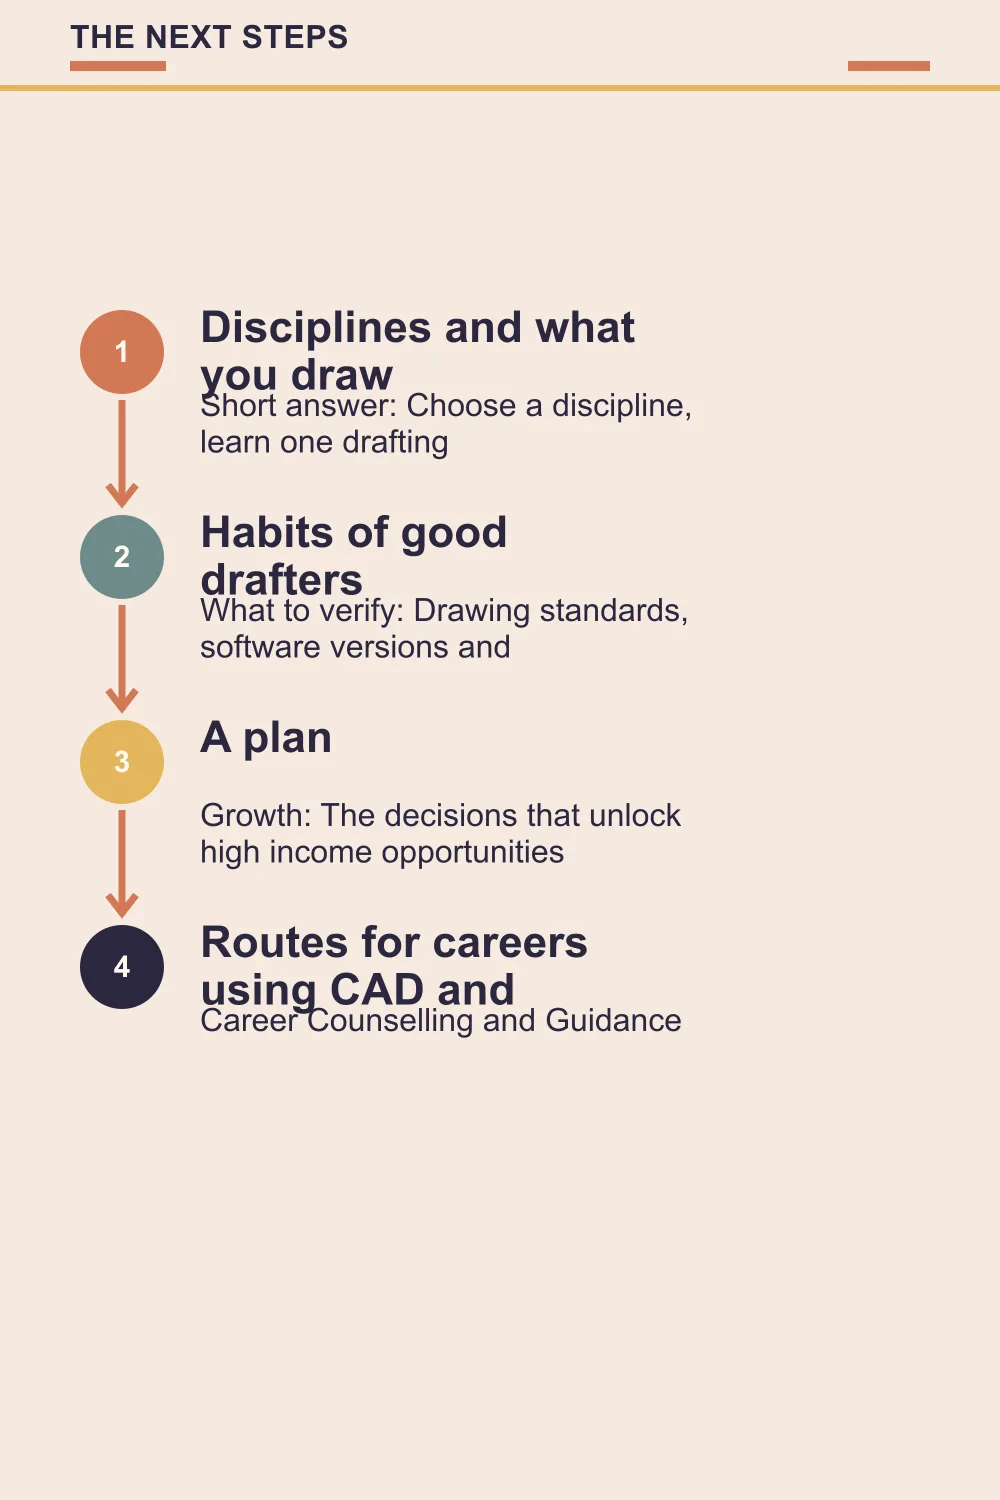 THE NEXT STEPS
1
Disciplines and what
you draw
Short answer: Choose a discipline,
learn one drafting
2
Habits of good
drafters
What to verify: Drawing standards,
software versions and
3
A plan
Growth: The decisions that unlock
high income opportunities
4
Routes for careers
using CAD and
Career Counselling and Guidance